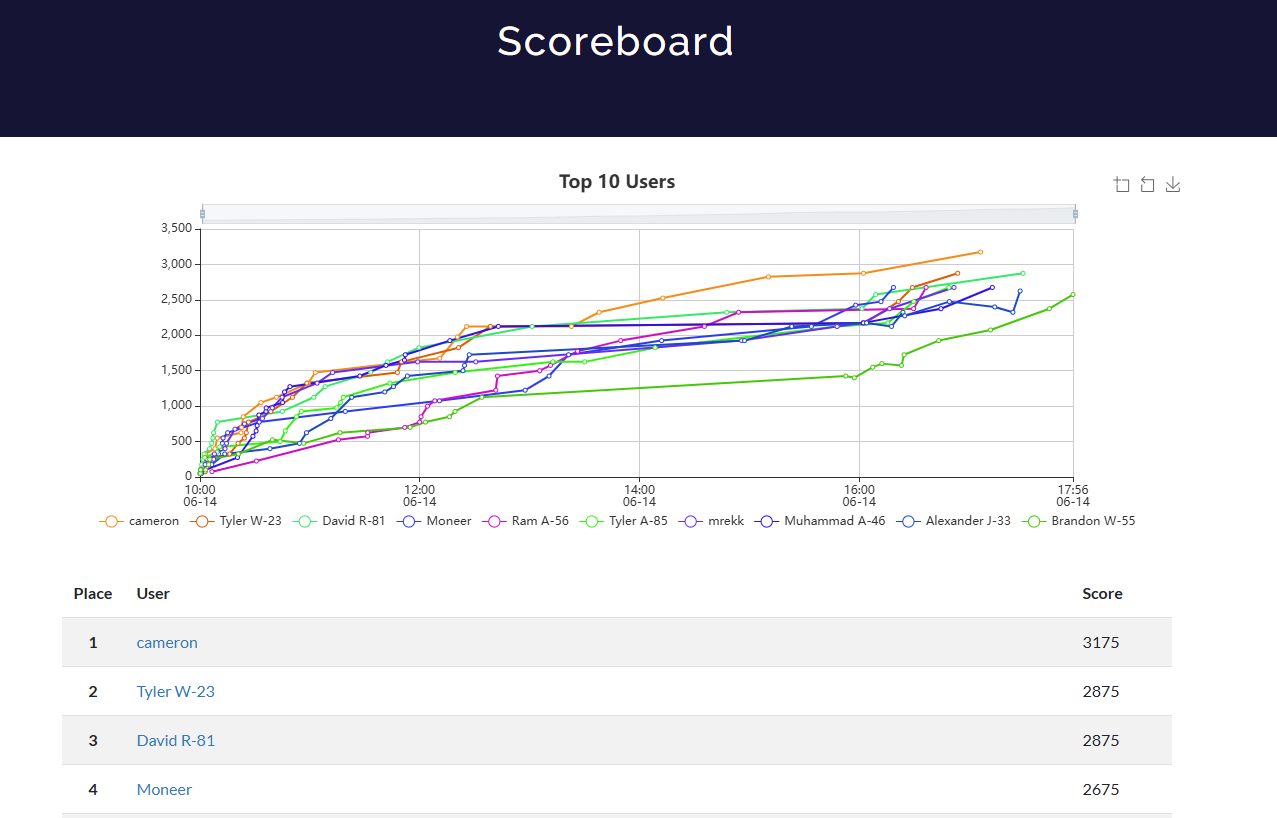 Scoreboard
Top 10 Users
3,500
3,000
2,500
2,000
1,500
1,000
500
0
10:00 12:00 14:00 16:00 17:56
06-14 06-14 06-14 06-14 06-14
cameron Tyler W-23 David R-81 Moneer Ram A-56 Tyler A-85 mrekk Muhammad A-46 Alexander J-33 Brandon W-55
Place User Score
1 cameron 3175
2 Tyler W-23 2875
3 David R-81 2875
4 Moneer 2675